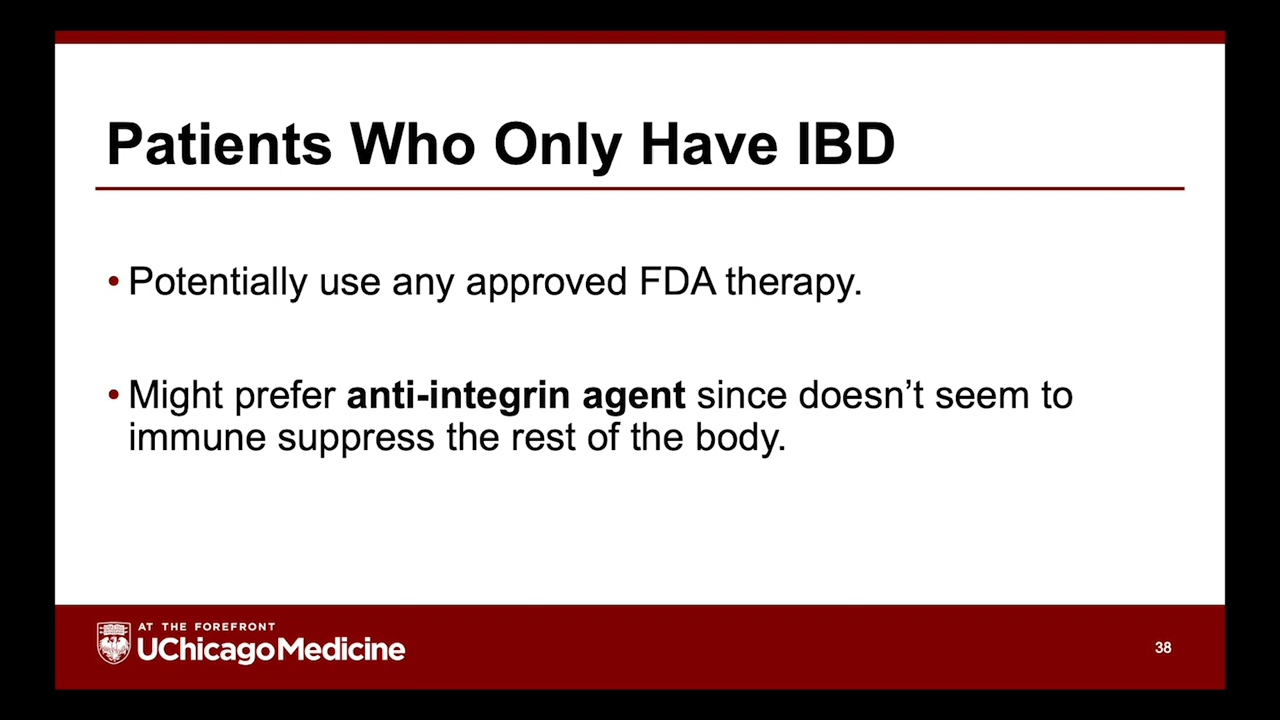 Patients Who Only Have IBD
• Potentially use any approved FDA therapy.
• Might prefer anti-integrin agent since doesn’t seem to
immune suppress the rest of the body.
AT THE FOREFRONT
UChicagoMedicine
38